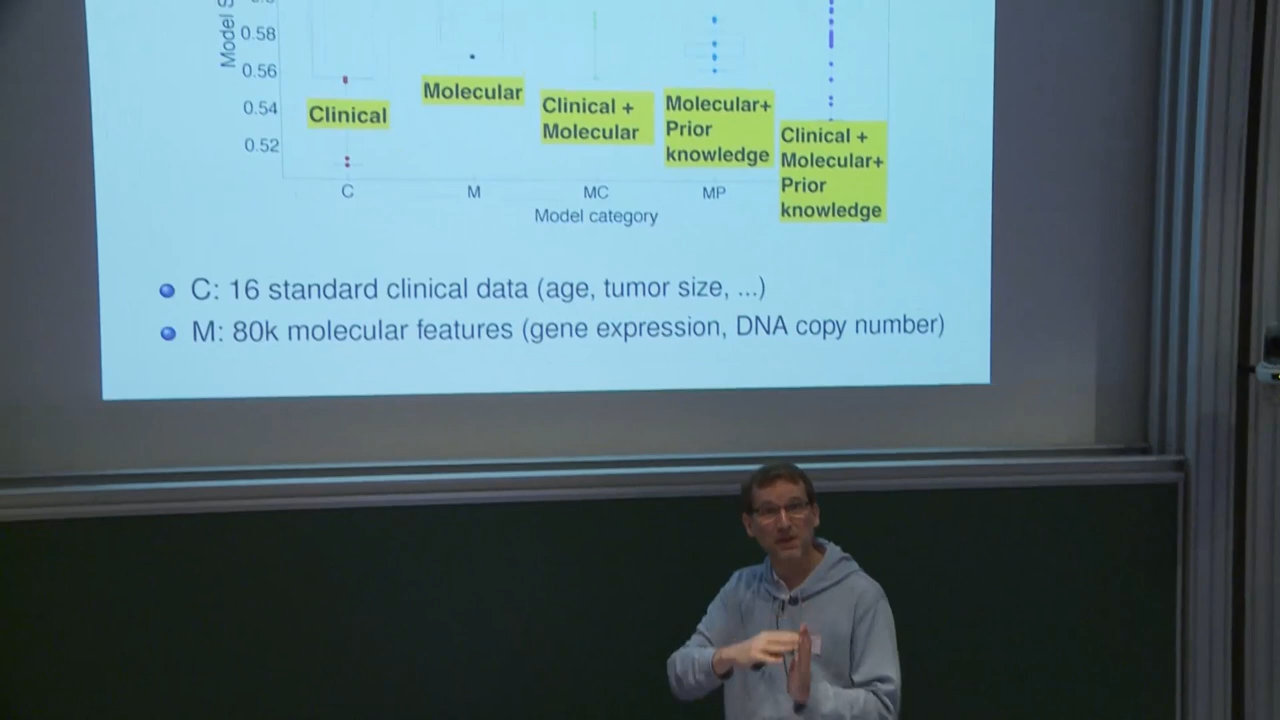 Model S
0.58
0.56
0.54
0.52
Clinical
Molecular
Clinical +
Molecular
Molecular+
Prior
knowledge
Clinical +
Molecular+
Prior
knowledge
C
M
MC
MP
Model category
C: 16 standard clinical data (age, tumor size, ...)
M: 80k molecular features (gene expression, DNA copy number)